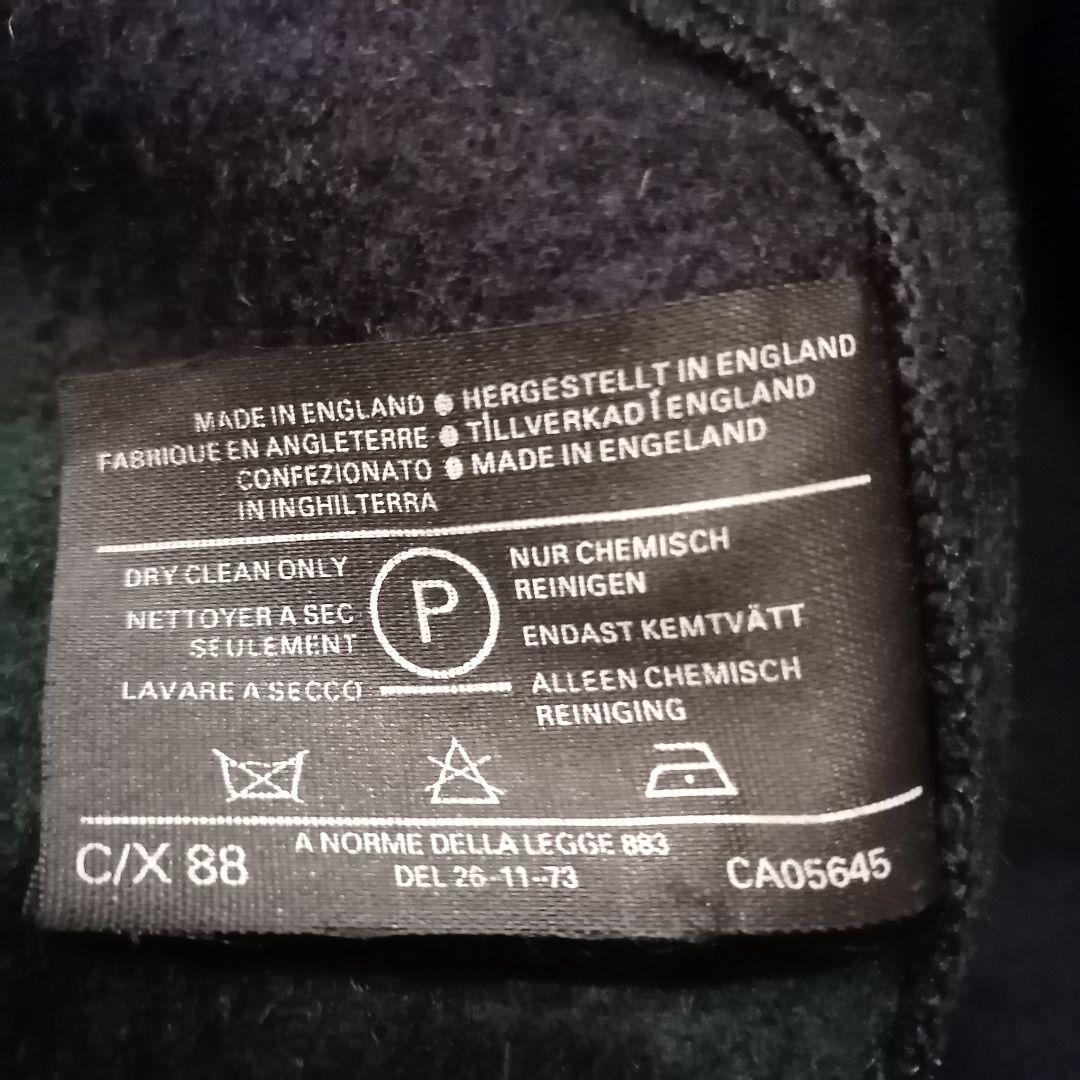 MADE IN ENGLAND ● HERGESTELLT IN ENGLAND
FABRIQUE EN ANGLETERRE ● TILLVERKAD I ENGLAND
CONFEZIONATO ● MADE IN ENGELAND
IN INGHILTERRA
DRY CLEAN ONLY
NETTOYER A SEC
SEULEMENT
LAVARE A SECCO
P
NUR CHEMISCH
REINIGEN
ENDAST KEMTVÄTT
ALLEEN CHEMISCH
REINIGING
C/X 88
A NORME DELLA LEGGE 883
DEL 26-11-73
CA05645